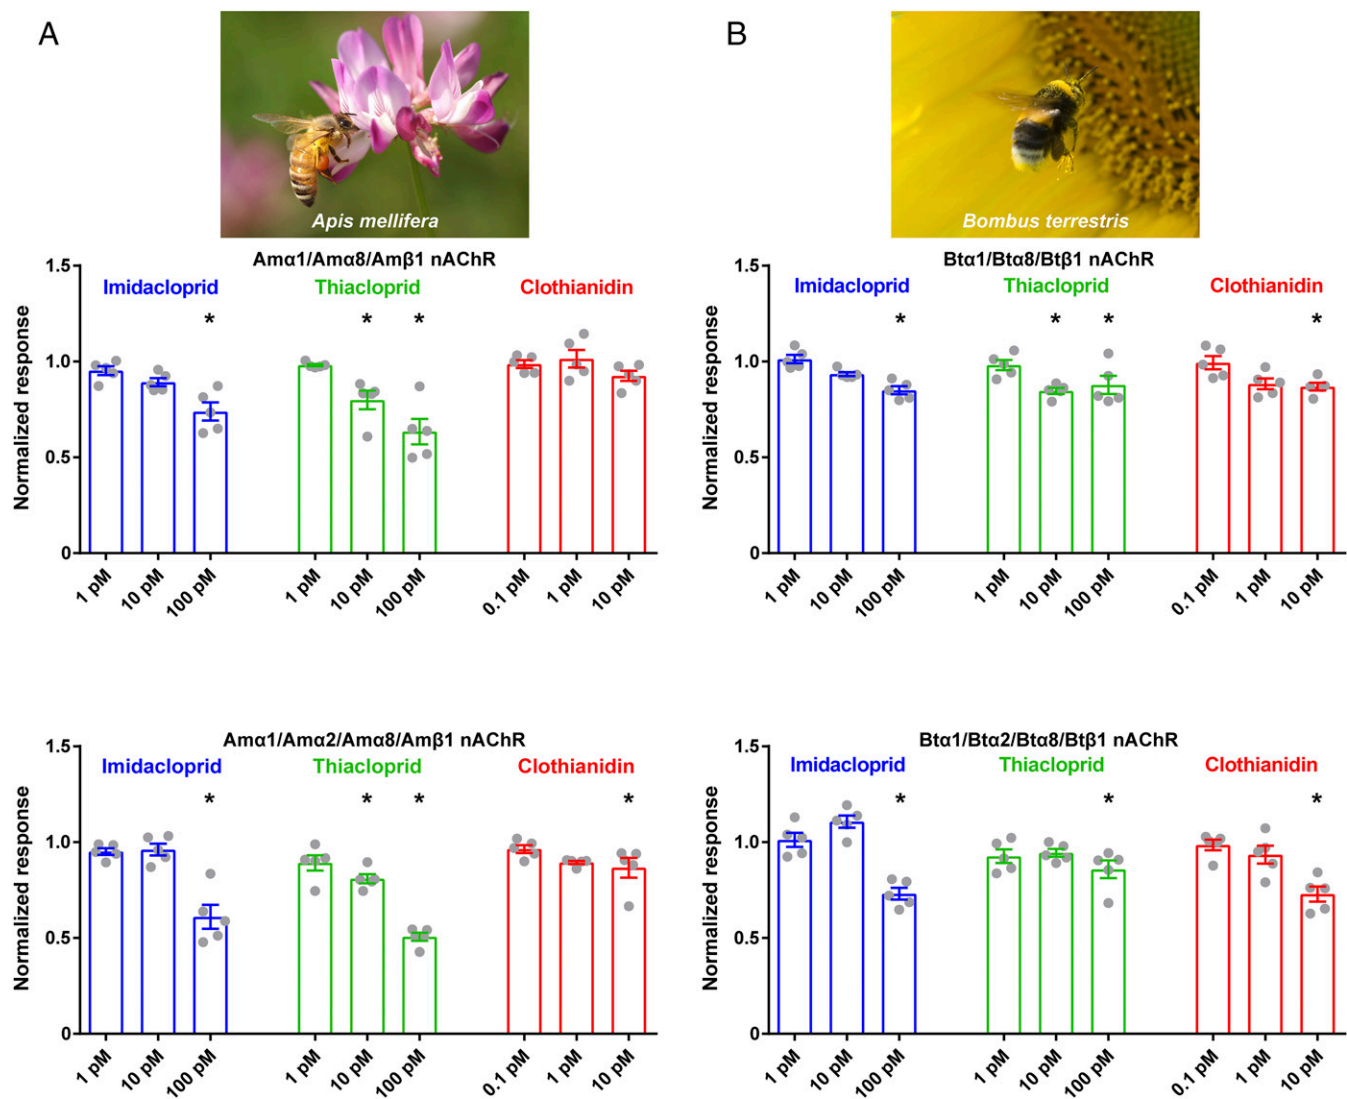 A
B
Apis mellifera
Bombus terrestris
Amα1/Amα8/Amβ1 nAChR
Imidacloprid
Thiacloprid
Clothianidin
*
*
*
Normalized response
1.5
1.0
0.5
0
1 pM
10 pM
100 pM
1 pM
10 pM
100 pM
0.1 pM
1 pM
10 pM
Btα1/Btα8/Btβ1 nAChR
Imidacloprid
Thiacloprid
Clothianidin
*
*
*
*
Normalized response
1.5
1.0
0.5
0
1 pM
10 pM
100 pM
1 pM
10 pM
100 pM
0.1 pM
1 pM
10 pM
Amα1/Amα2/Amα8/Amβ1 nAChR
Imidacloprid
Thiacloprid
Clothianidin
*
*
*
*
Normalized response
1.5
1.0
0.5
0
1 pM
10 pM
100 pM
1 pM
10 pM
100 pM
0.1 pM
1 pM
10 pM
Btα1/Btα2/Btα8/Btβ1 nAChR
Imidacloprid
Thiacloprid
Clothianidin
*
*
*
Normalized response
1.5
1.0
0.5
0
1 pM
10 pM
100 pM
1 pM
10 pM
100 pM
0.1 pM
1 pM
10 pM